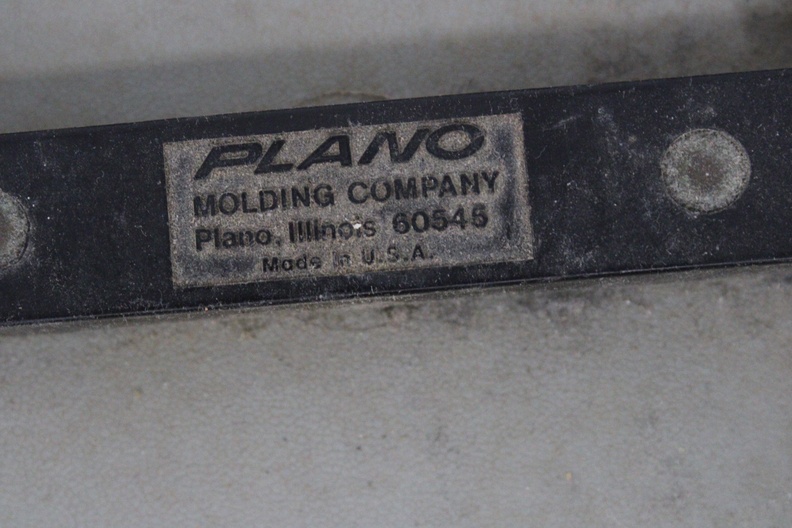 PLANO
MOLDING COMPANY
Plano, Illinois 60545
Made in U.S.A.